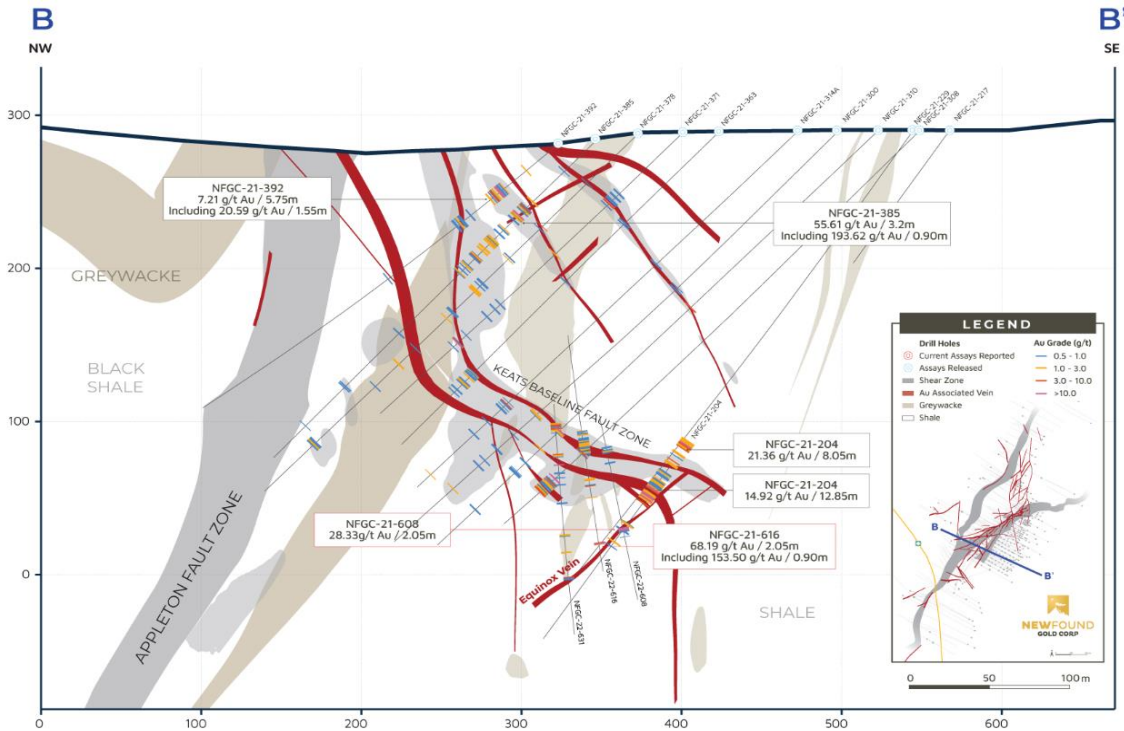 B
NW
B'
SE
NFGC-21-392
NFGC-21-385
NFGC-21-378
NFGC-21-371
NFGC-21-363
NFGC-21-314A
NFGC-21-300
NFGC-21-310
NFGC-21-229
NFGC-21-308
NFGC-21-217
300
200
100
0
NFGC-21-392
7.21 g/t Au / 5.75m
Including 20.59 g/t Au / 1.55m
NFGC-21-385
55.61 g/t Au / 3.2m
Including 193.62 g/t Au / 0.90m
GREYWACKE
BLACK
SHALE
APPLETON FAULT ZONE
KEATS BASELINE FAULT ZONE
NFGC-21-204
NFGC-21-204
21.36 g/t Au / 8.05m
NFGC-21-204
14.92 g/t Au / 12.85m
NFGC-21-608
28.33g/t Au / 2.05m
NFGC-21-616
68.19 g/t Au / 2.05m
Including 153.50 g/t Au / 0.90m
Equinox Vein
NFGC-22-631
NFGC-22-616
NFGC-22-608
SHALE
LEGEND
Drill Holes
Current Assays Reported
Assays Released
Shear Zone
Au Associated Vein
Greywacke
Shale
Au Grade (g/t)
0.5 - 1.0
1.0 - 3.0
3.0 - 10.0
>10.0
B
B'
NEWFOUND
GOLD CORP
0 50 100 m
0 100 200 300 400 500 600